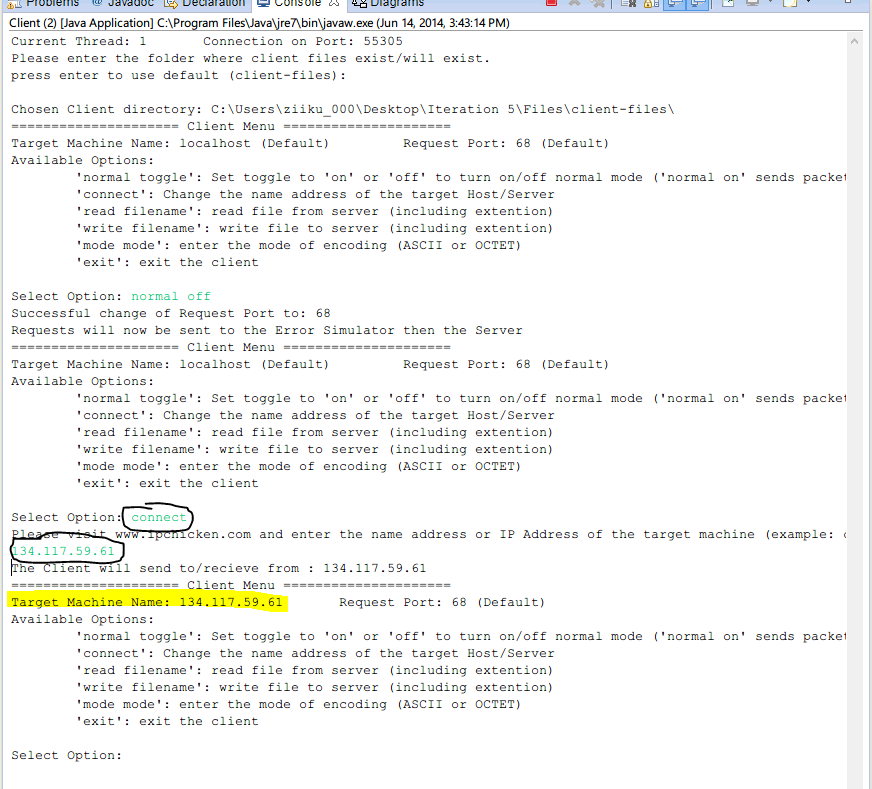 Problems @ Javadoc Declaration Console Diagrams
Client (2) [Java Application] C:\Program Files\Java\jre7\bin\javaw.exe (Jun 14, 2014, 3:43:14 PM)
Current Thread: 1 Connection on Port: 55305
Please enter the folder where client files exist/will exist.
press enter to use default (client-files):
Chosen Client directory: C:\Users\ziiku_000\Desktop\Iteration 5\Files\client-files\
===================== Client Menu =====================
Target Machine Name: localhost (Default) Request Port: 68 (Default)
Available Options:
'normal toggle': Set toggle to 'on' or 'off' to turn on/off normal mode ('normal on' sends packet
'connect': Change the name address of the target Host/Server
'read filename': read file from server (including extention)
'write filename': write file to server (including extention)
'mode mode': enter the mode of encoding (ASCII or OCTET)
'exit': exit the client
Select Option: normal off
Successful change of Request Port to: 68
Requests will now be sent to the Error Simulator then the Server
===================== Client Menu =====================
Target Machine Name: localhost (Default) Request Port: 68 (Default)
Available Options:
'normal toggle': Set toggle to 'on' or 'off' to turn on/off normal mode ('normal on' sends packet
'connect': Change the name address of the target Host/Server
'read filename': read file from server (including extention)
'write filename': write file to server (including extention)
'mode mode': enter the mode of encoding (ASCII or OCTET)
'exit': exit the client
Select Option: connect
Please visit www.ipchicken.com and enter the name address or IP Address of the target machine (example:
134.117.59.61
The Client will send to/recieve from : 134.117.59.61
===================== Client Menu =====================
Target Machine Name: 134.117.59.61 Request Port: 68 (Default)
Available Options:
'normal toggle': Set toggle to 'on' or 'off' to turn on/off normal mode ('normal on' sends packet
'connect': Change the name address of the target Host/Server
'read filename': read file from server (including extention)
'write filename': write file to server (including extention)
'mode mode': enter the mode of encoding (ASCII or OCTET)
'exit': exit the client
Select Option: